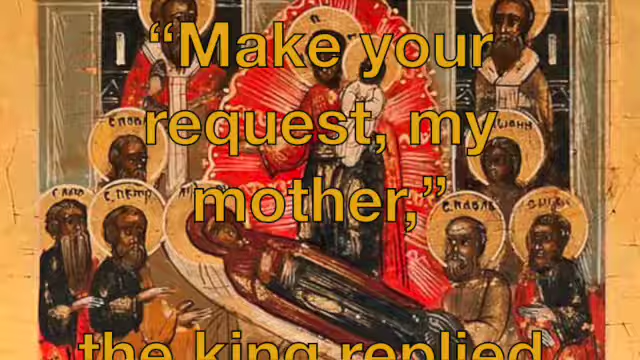 “Make your
request, my
mother,”
the king replied